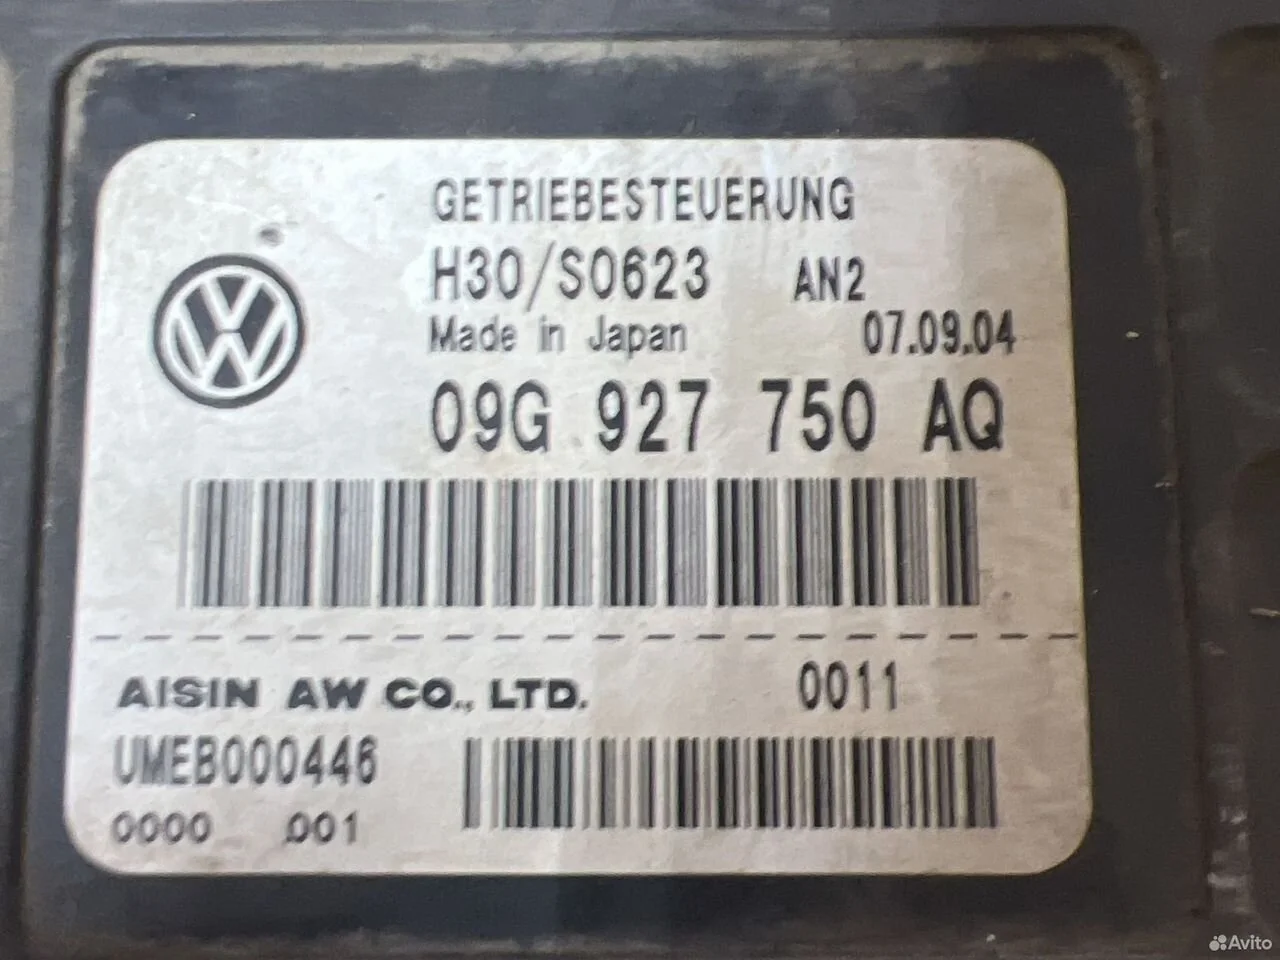 GETRIEBESTEUERUNG
H30/S0623 AN2
Made in Japan 07.09.04
09G 927 750 AQ
AISIN AW CO., LTD. 0011
UMEB000446
0000 001
Avito